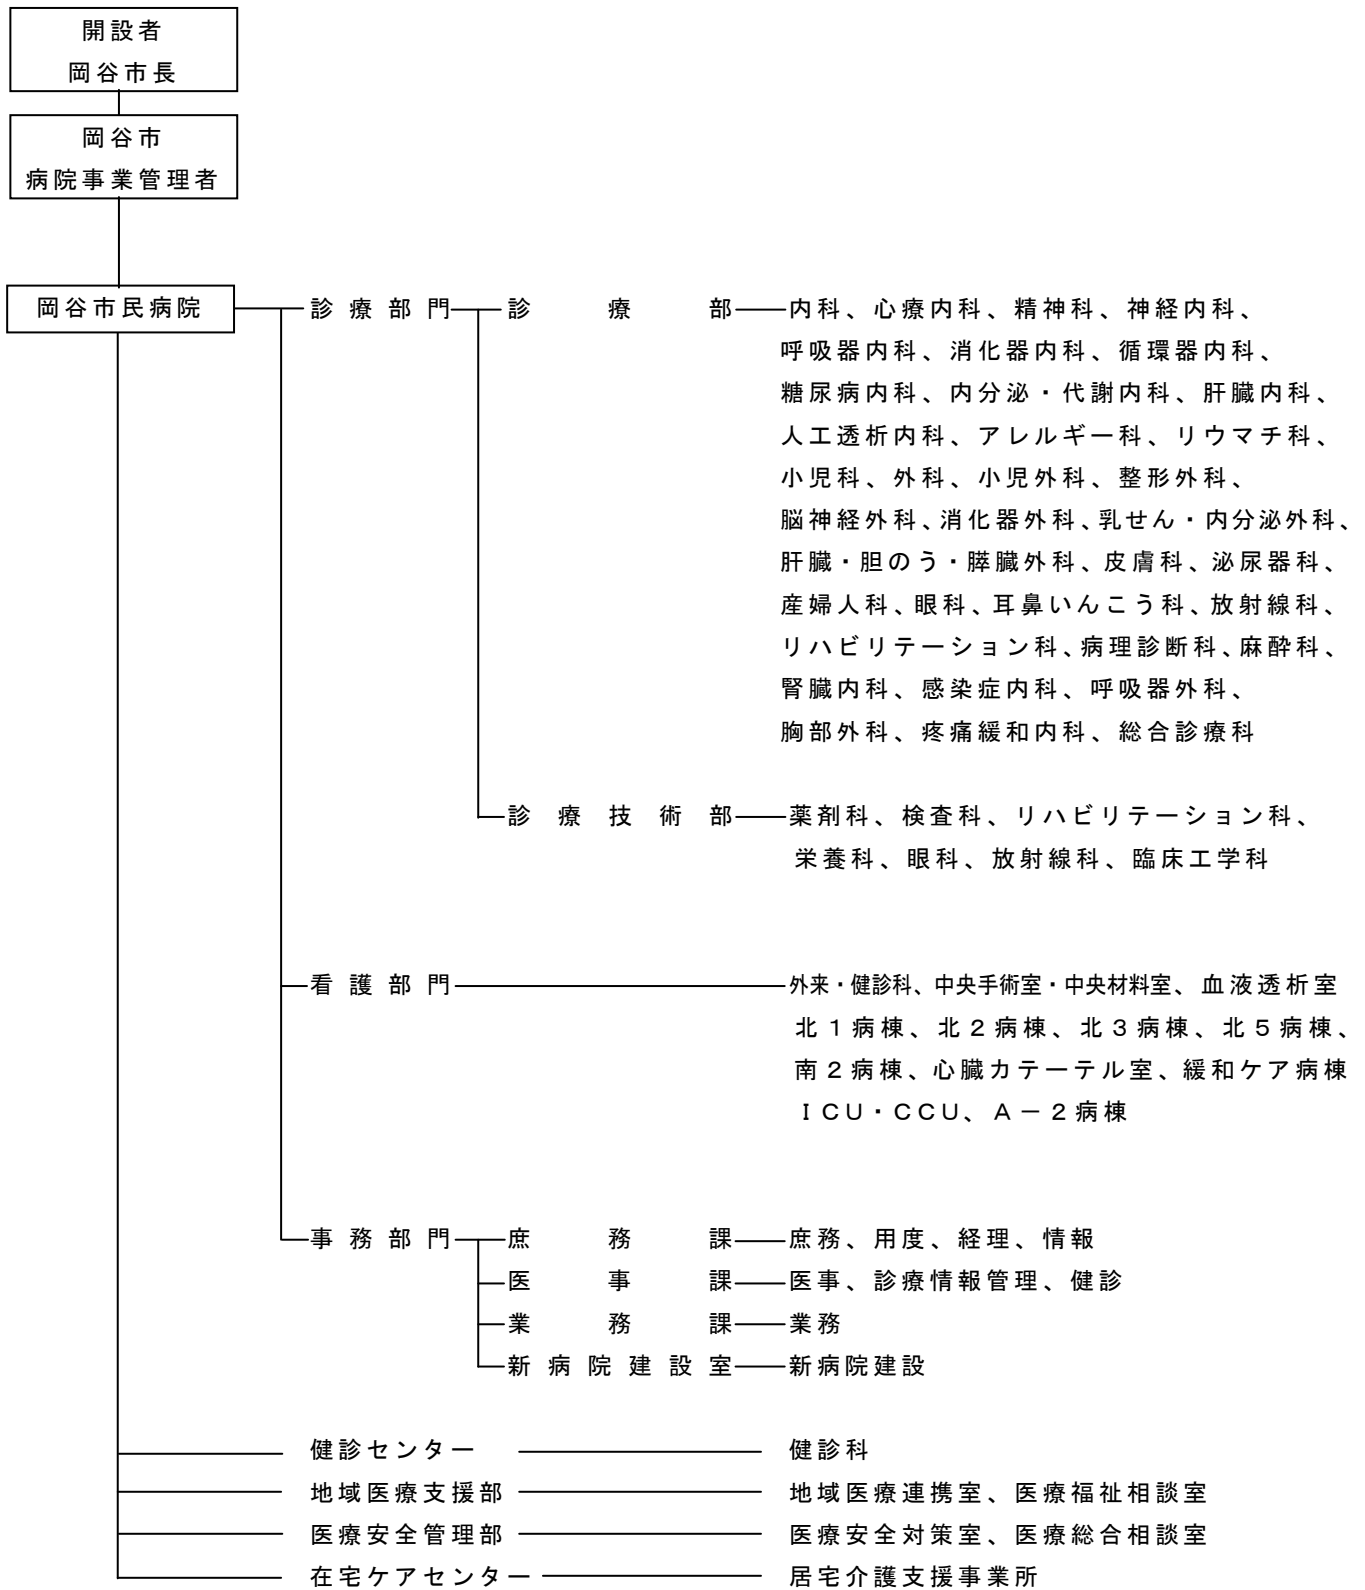 開設者
岡谷市長
岡谷市
病院事業管理者
岡谷市民病院 診療部門 診療部 内科、心療内科、精神科、神経内科、
呼吸器内科、消化器内科、循環器内科、
糖尿病内科、内分泌・代謝内科、肝臓内科、
人工透析内科、アレルギー科、リウマチ科、
小児科、外科、小児外科、整形外科、
脳神経外科、消化器外科、乳せん・内分泌外科、
肝臓・胆のう・膵臓外科、皮膚科、泌尿器科、
産婦人科、眼科、耳鼻いんこう科、放射線科、
リハビリテーション科、病理診断科、麻酔科、
腎臓内科、感染症内科、呼吸器外科、
胸部外科、疼痛緩和内科、総合診療科
診療技術部 薬剤科、検査科、リハビリテーション科、
栄養科、眼科、放射線科、臨床工学科
看護部門 外来・健診科、中央手術室・中央材料室、血液透析室
北1病棟、北2病棟、北3病棟、北5病棟、
南2病棟、心臓カテーテル室、緩和ケア病棟
ICU・CCU、A－2病棟
事務部門 庶務課 庶務、用度、経理、情報
医事課 医事、診療情報管理、健診
業務課 業務
新病院建設室 新病院建設
健診センター 健診科
地域医療支援部 地域医療連携室、医療福祉相談室
医療安全管理部 医療安全対策室、医療総合相談室
在宅ケアセンター 居宅介護支援事業所